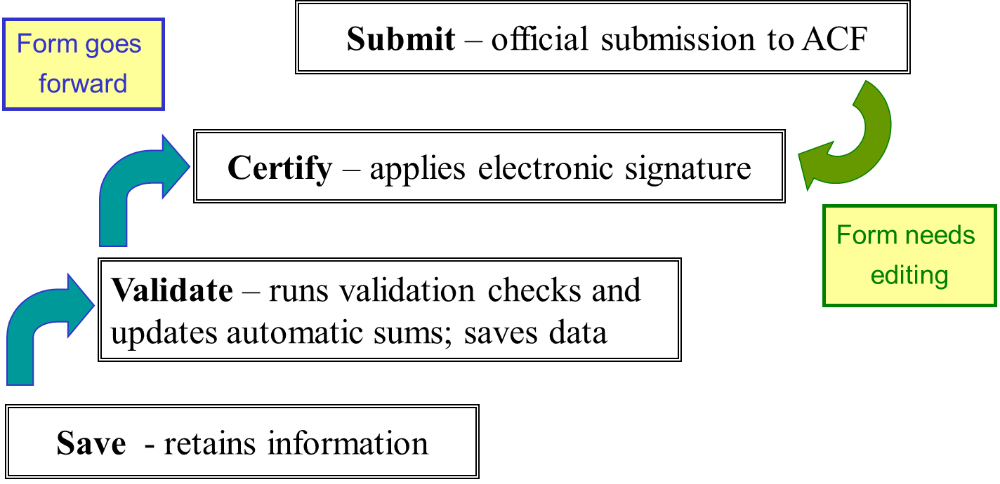 Form goes
forward
Submit – official submission to ACF
Certify – applies electronic signature
Form needs
editing
Validate – runs validation checks and
updates automatic sums; saves data
Save - retains information